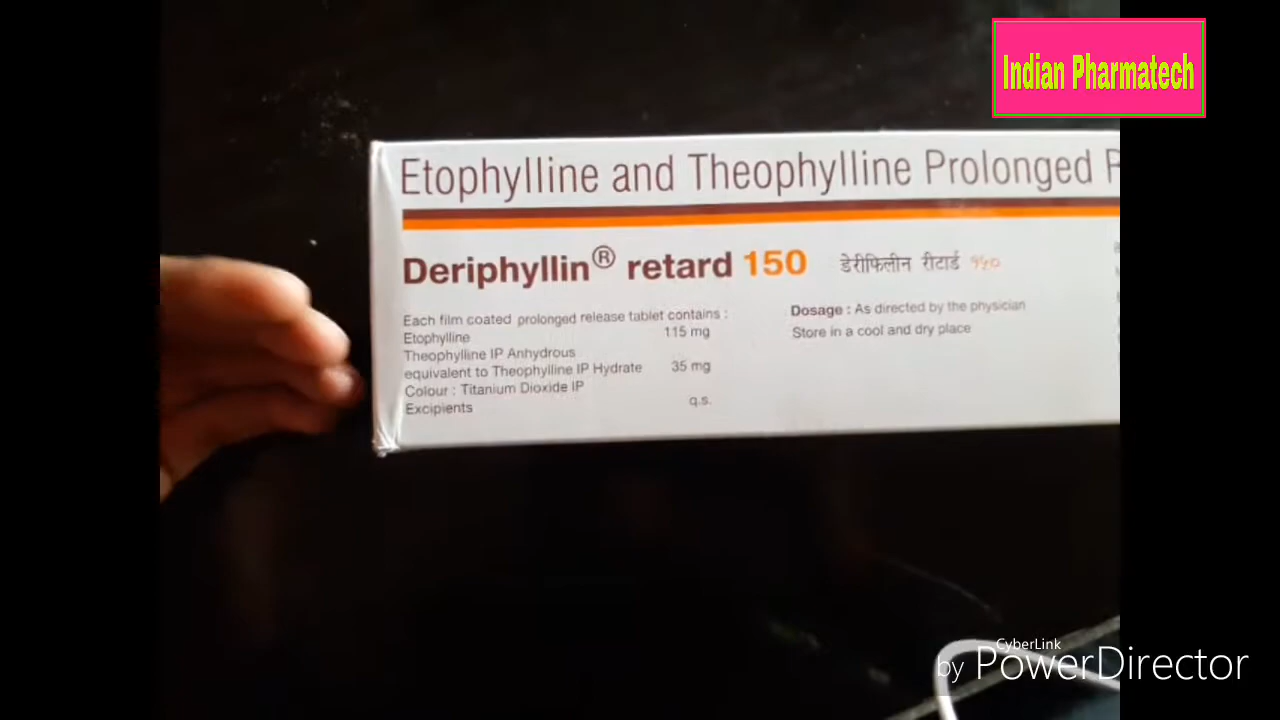 Indian Pharmatech
Etophylline and Theophylline Prolonged
Deriphyllin® retard 150 डेरीफिलीन रीटार्ड १५०
Each film coated prolonged release tablet contains :
Etophylline 115 mg
Theophylline IP Anhydrous
equivalent to Theophylline IP Hydrate 35 mg
Colour : Titanium Dioxide IP
Excipients q.s.
Dosage : As directed by the physician
Store in a cool and dry place
CyberLink
by PowerDirector